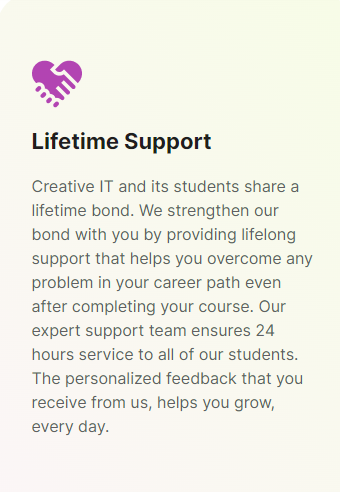 Lifetime Support
Creative IT and its students share a
lifetime bond. We strengthen our
bond with you by providing lifelong
support that helps you overcome any
problem in your career path even
after completing your course. Our
expert support team ensures 24
hours service to all of our students.
The personalized feedback that you
receive from us, helps you grow,
every day.